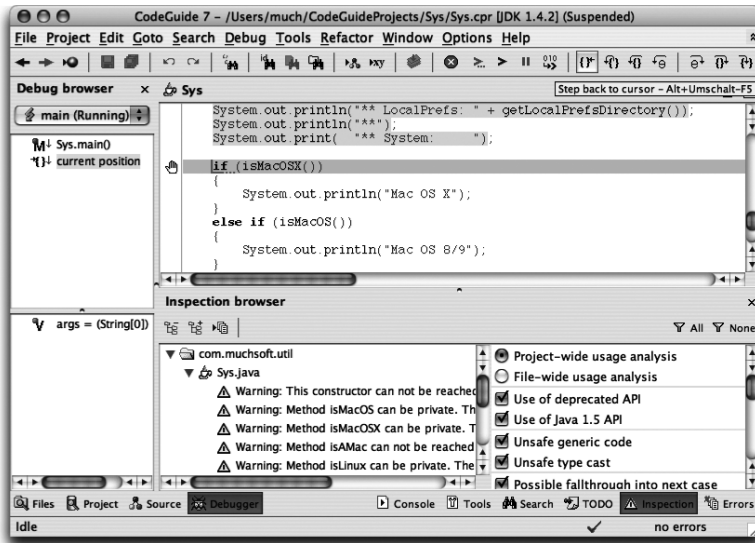 CodeGuide 7 – /Users/much/CodeGuideProjects/Sys/Sys.cpr [JDK 1.4.2] (Suspended)
File Project Edit Goto Search Debug Tools Refactor Window Options Help
Debug browser
Sys
Step back to cursor – Alt+Umschalt-F5
main (Running)
Sys.main()
current position
System.out.println("** LocalPrefs: " + getLocalPrefsDirectory());
System.out.println("**");
System.out.print( "** System: ");
if (isMacOSX())
{
System.out.println("Mac OS X");
}
else if (isMacOS())
{
System.out.println("Mac OS 8/9");
}
args = (String[0])
Inspection browser
All None
com.muchsoft.util
Sys.java
Warning: This constructor can not be reached
Warning: Method isMacOS can be private. Th
Warning: Method isMacOSX can be private. T
Warning: Method isAMac can not be reached
Warning: Method isLinux can be private. The
Project-wide usage analysis
File-wide usage analysis
Use of deprecated API
Use of Java 1.5 API
Unsafe generic code
Unsafe type cast
Possible fallthrough into next case
Files Project Source Debugger Console Tools Search TODO Inspection Errors
Idle no errors